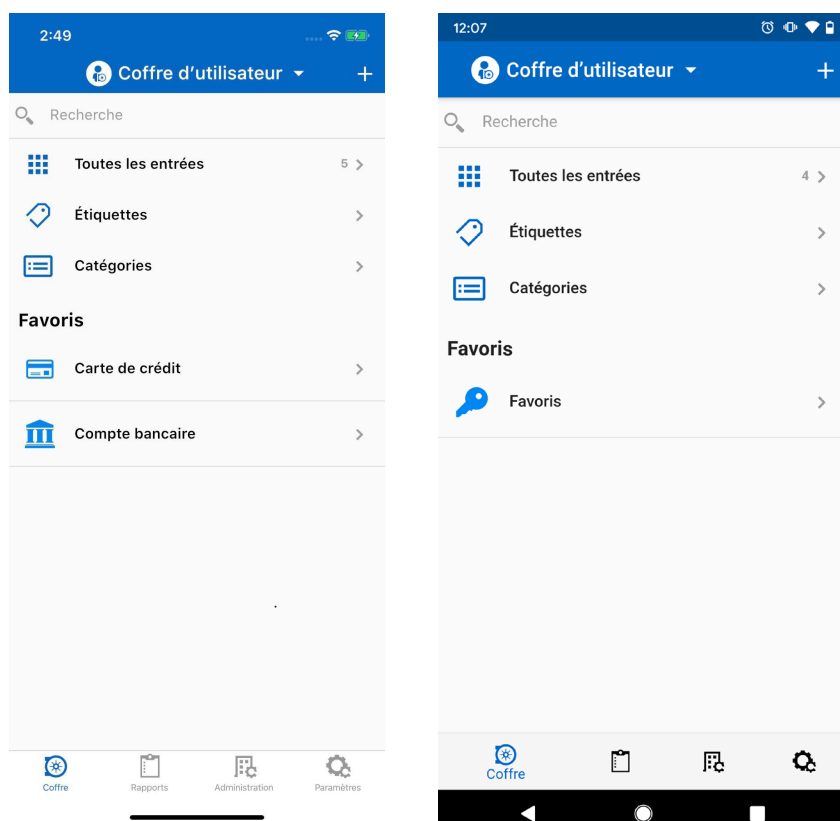 2:49
Coffre d'utilisateur
Recherche
Toutes les entrées 5
Étiquettes
Catégories
Favoris
Carte de crédit
Compte bancaire
Coffre Rapports Administration Paramètres
12:07
Coffre d'utilisateur
Recherche
Toutes les entrées 4
Étiquettes
Catégories
Favoris
Favoris
Coffre